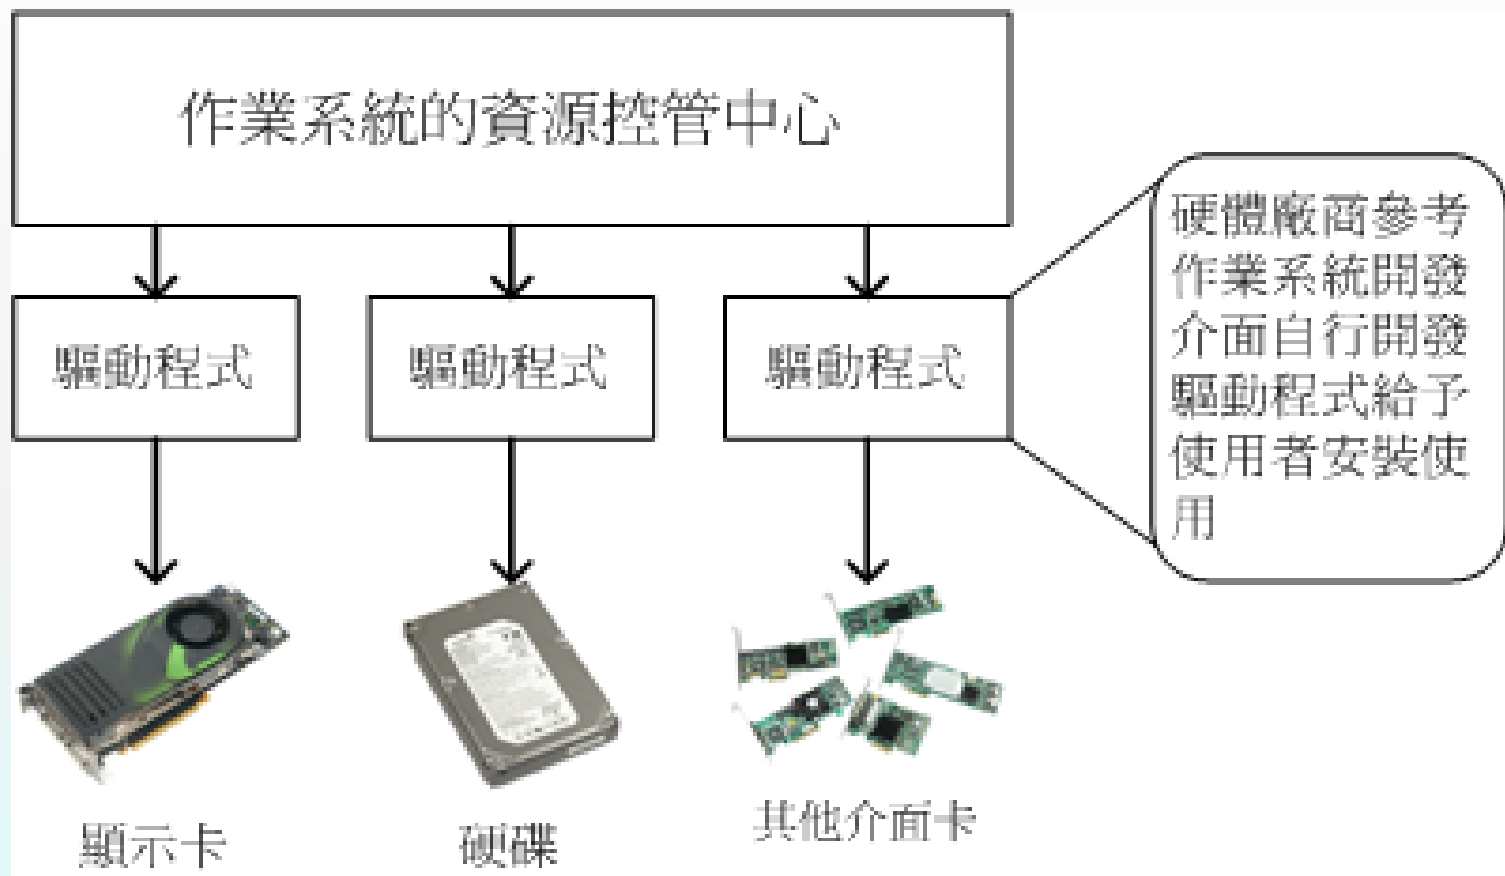 作業系統的資源控管中心
驅動程式
驅動程式
驅動程式
硬體廠商參考
作業系統開發
介面自行開發
驅動程式給予
使用者安裝使
用
顯示卡
硬碟
其他介面卡